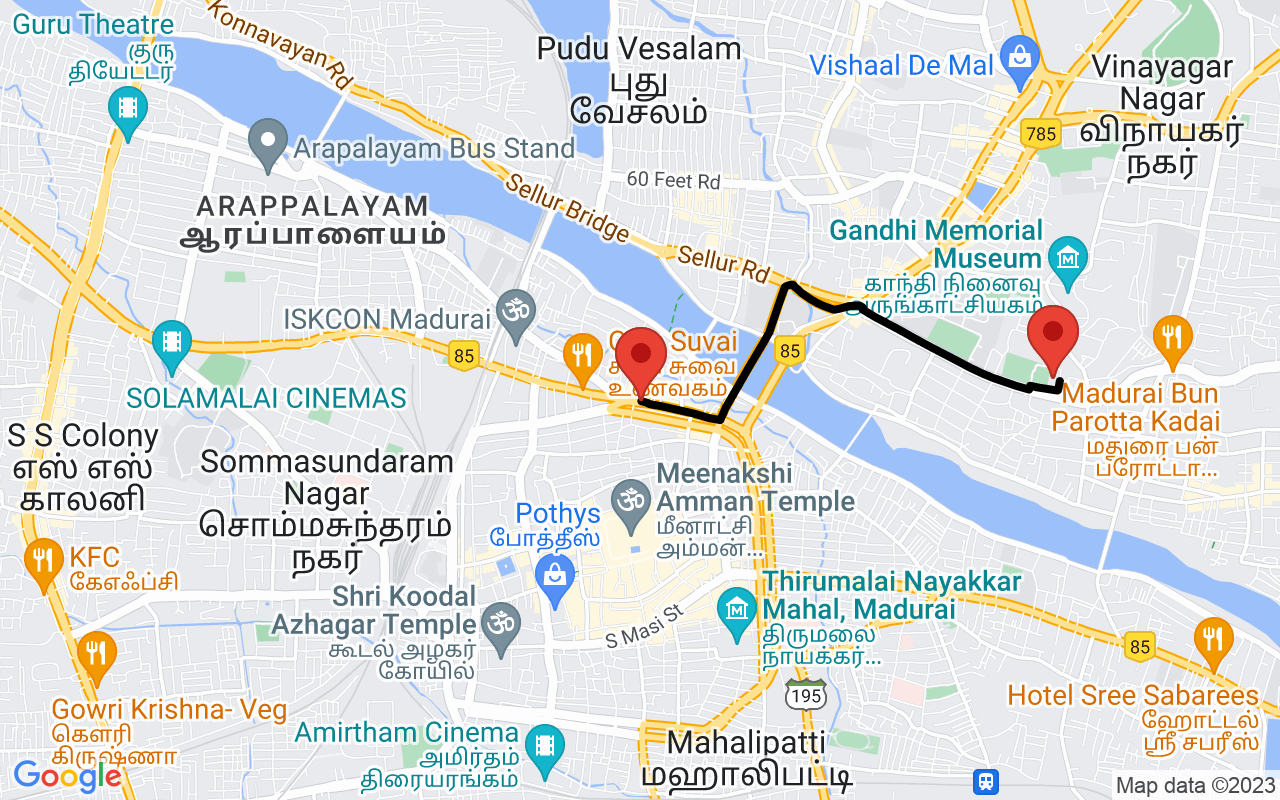 Guru Theatre
குரு
தியேட்டர்
Konnavayan Rd
Pudu Vesalam
புது
வேசலம்
Vishaal De Mal
Vinayagar
Nagar
விநாயகர்
நகர்
785
Arapalayam Bus Stand
60 Feet Rd
Sellur Bridge
ARAPPALAYAM
ஆரப்பாளையம்
Sellur Rd
Gandhi Memorial
Museum
காந்தி நினைவு
அருங்காட்சியகம்
ISKCON Madurai
85
Suvai
சுவை
உணவகம்
85
SOLAMALAI CINEMAS
Madurai Bun
Parotta Kadai
மதுரை பன்
ப்ரோட்டா...
S S Colony
எஸ் எஸ்
காலனி
Sommasundaram
Nagar
சொம்மசுந்தரம்
நகர்
Meenakshi
Amman Temple
மீனாட்சி
அம்மன்...
Pothys
போத்தீஸ்
KFC
கேஎஃப்சி
Shri Koodal
Azhagar Temple
கூடல் அழகர்
கோயில்
S Masi St
Thirumalai Nayakkar
Mahal, Madurai
திருமலை
நாயக்கர்...
85
195
Hotel Sree Sabarees
ஹோட்டல்
ஸ்ரீ சபரீஸ்
Gowri Krishna- Veg
கௌரி
கிருஷ்ணா
Amirtham Cinema
அமிர்தம்
திரையரங்கம்
Mahalipatti
மஹாலிபட்டி
Google
Map data ©2023